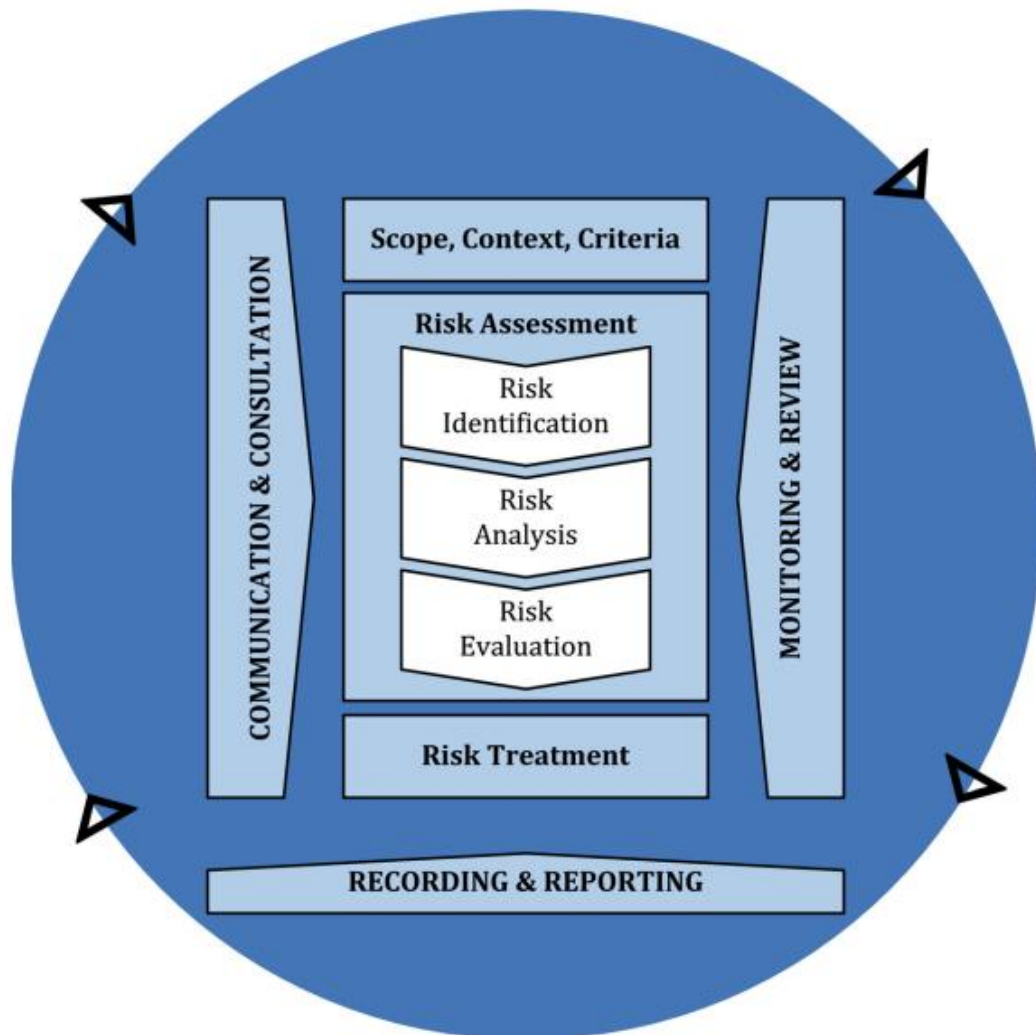 Scope, Context, Criteria
Risk Assessment
Risk
Identification
Risk
Analysis
Risk
Evaluation
Risk Treatment
COMMUNICATION & CONSULTATION
MONITORING & REVIEW
RECORDING & REPORTING